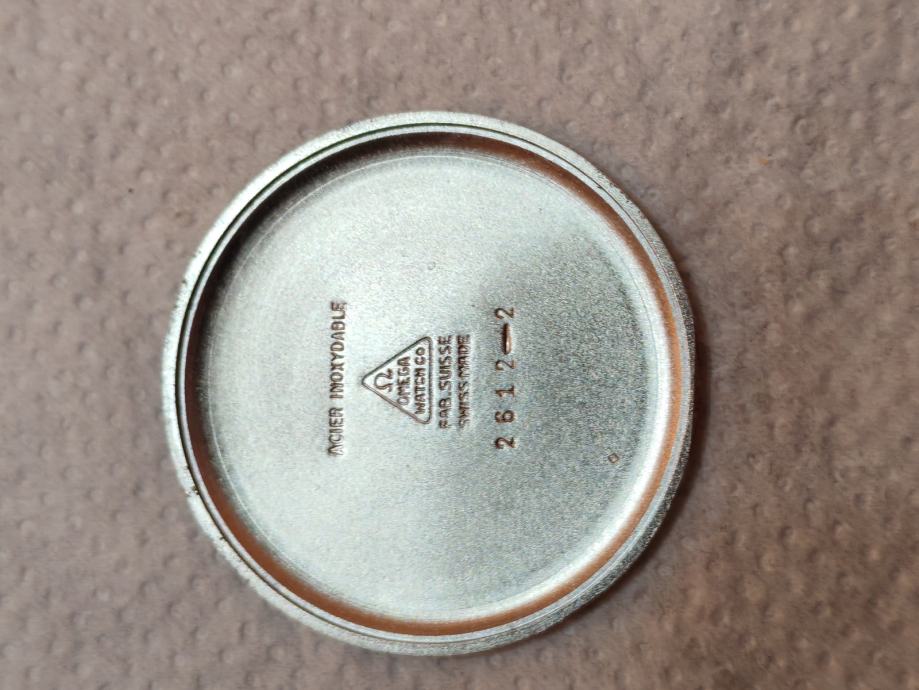 ACIER INOXYDABLE
Ω
OMEGA
WATCH Co
FAB. SUISSE
SWISS MADE
2612-2